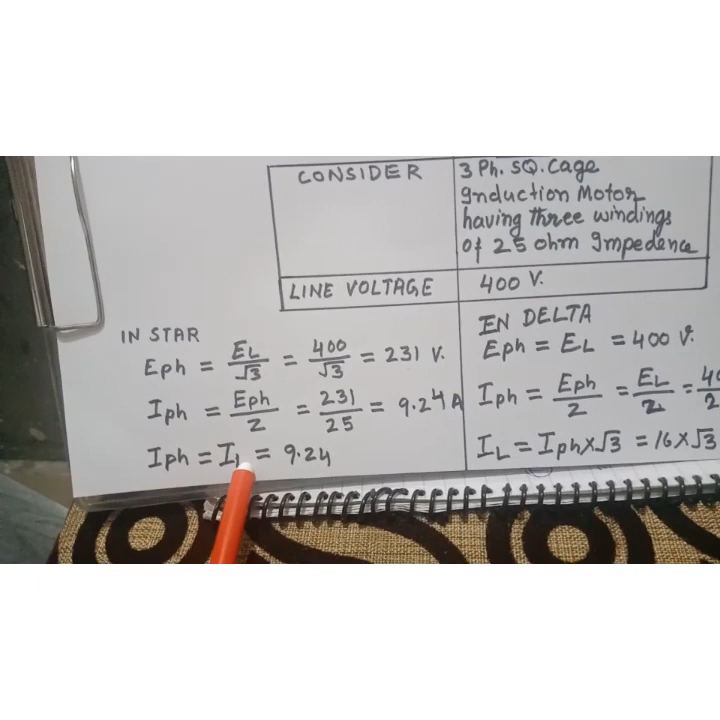 CONSIDER
3 Ph. SQ. Cage
Induction Motor
having three windings
of 25 ohm Impedence
LINE VOLTAGE
400 V.
IN STAR
Eph = EL/√3 = 400/√3 = 231 V.
Iph = Eph/Z = 231/25 = 9.24 A
Iph = IL = 9.24
EN DELTA
Eph = EL = 400 V.
Iph = Eph/Z = EL/Z =
IL = Iph×√3 = 16×√3